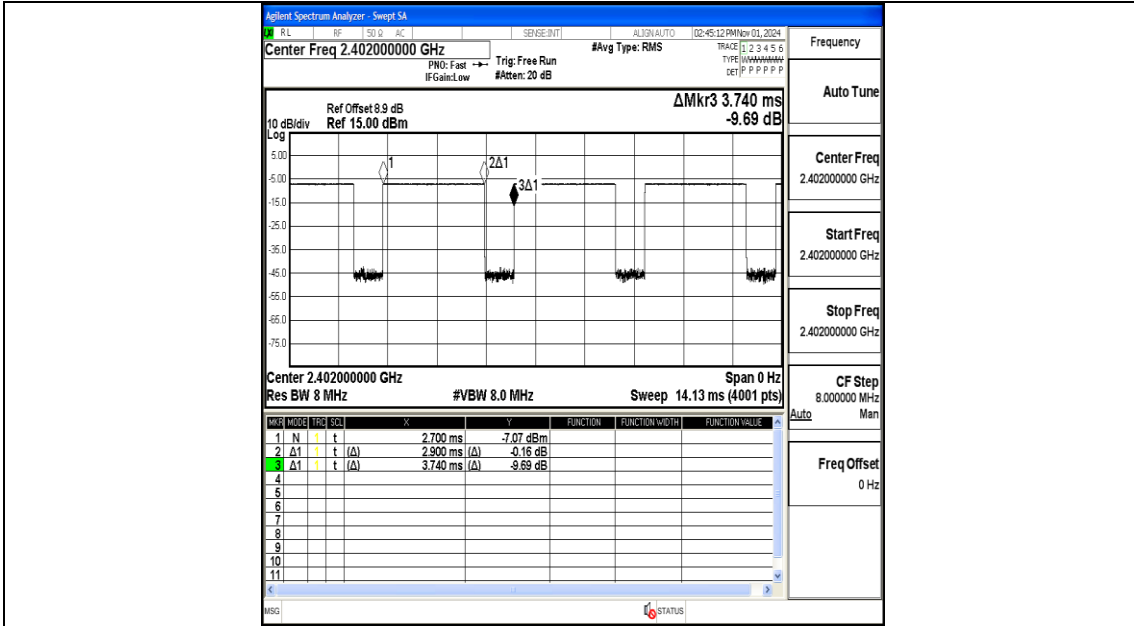 Agilent Spectrum Analyzer - Swept SA
RL RF 50 Ω AC SENSE:INT ALIGN AUTO 02:45:12 PM Nov 01, 2024
Center Freq 2.402000000 GHz
PNO: Fast
IFGain:Low
Trig: Free Run
#Atten: 20 dB
#Avg Type: RMS
TRACE 1 2 3 4 5 6
TYPE
DET P P P P P P
Ref Offset 8.9 dB
Ref 15.00 dBm
10 dB/div
Log
ΔMkr3 3.740 ms
-9.69 dB
5.00
-5.00
-15.0
-25.0
-35.0
-45.0
-55.0
-65.0
-75.0
1
2Δ1
3Δ1
Center 2.402000000 GHz Span 0 Hz
Res BW 8 MHz #VBW 8.0 MHz Sweep 14.13 ms (4001 pts)
MKR MODE TRC SCL X Y FUNCTION FUNCTION WIDTH FUNCTION VALUE
1 N 1 t 2.700 ms -7.07 dBm
2 Δ1 1 t (Δ) 2.900 ms (Δ) -0.16 dB
3 Δ1 1 t (Δ) 3.740 ms (Δ) -9.69 dB
4
5
6
7
8
9
10
11
MSG STATUS
Frequency
Auto Tune
Center Freq
2.402000000 GHz
Start Freq
2.402000000 GHz
Stop Freq
2.402000000 GHz
CF Step
8.000000 MHz
Auto Man
Freq Offset
0 Hz